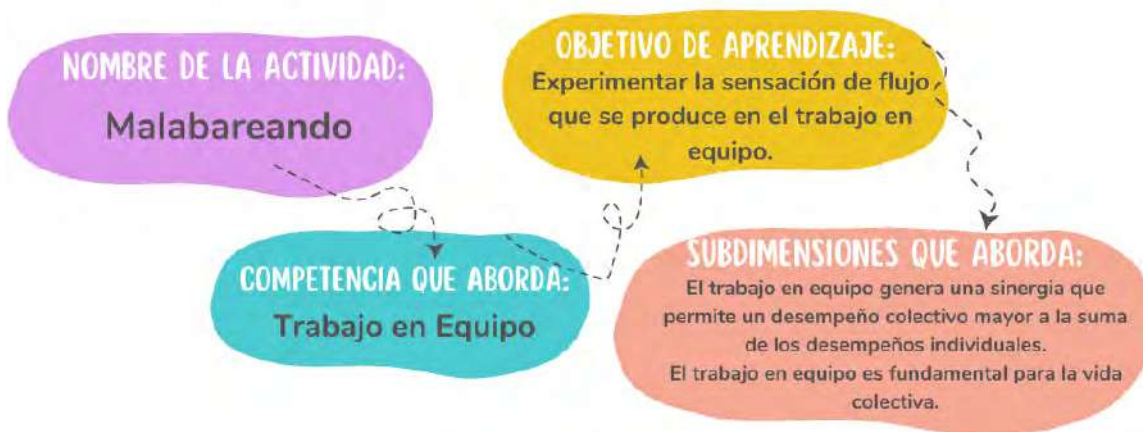 NOMBRE DE LA ACTIVIDAD:
Malabareando
COMPETENCIA QUE ABORDA:
Trabajo en Equipo
OBJETIVO DE APRENDIZAJE:
Experimentar la sensación de flujo
que se produce en el trabajo en
equipo.
SUBDIMENSIONES QUE ABORDA:
El trabajo en equipo genera una sinergia que
permite un desempeño colectivo mayor a la suma
de los desempeños individuales.
El trabajo en equipo es fundamental para la vida
colectiva.